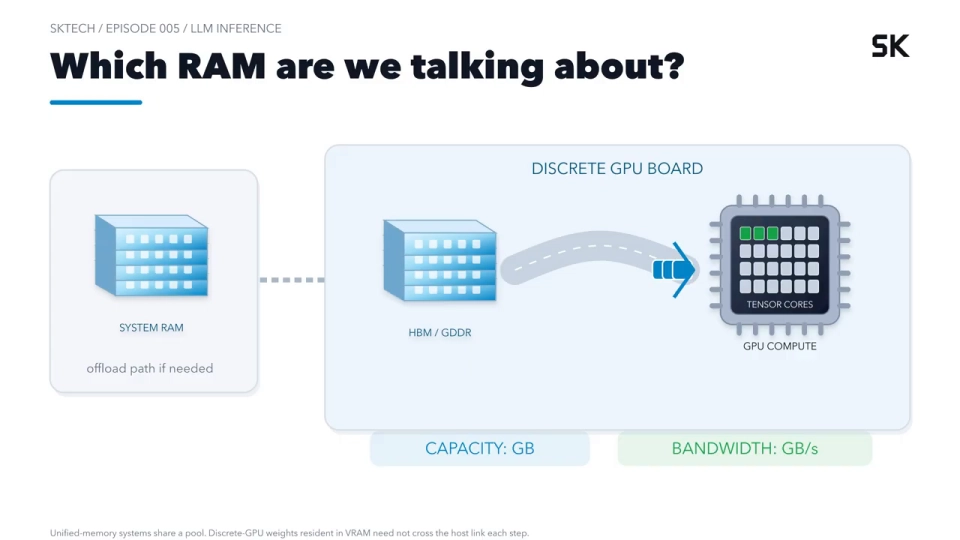 SKTECH / EPISODE 005 / LLM INFERENCE
SK
Which RAM are we talking about?
DISCRETE GPU BOARD
SYSTEM RAM
offload path if needed
HBM / GDDR
TENSOR CORES
GPU COMPUTE
CAPACITY: GB
BANDWIDTH: GB/s
Unified-memory systems share a pool. Discrete-GPU weights resident in VRAM need not cross the host link each step.